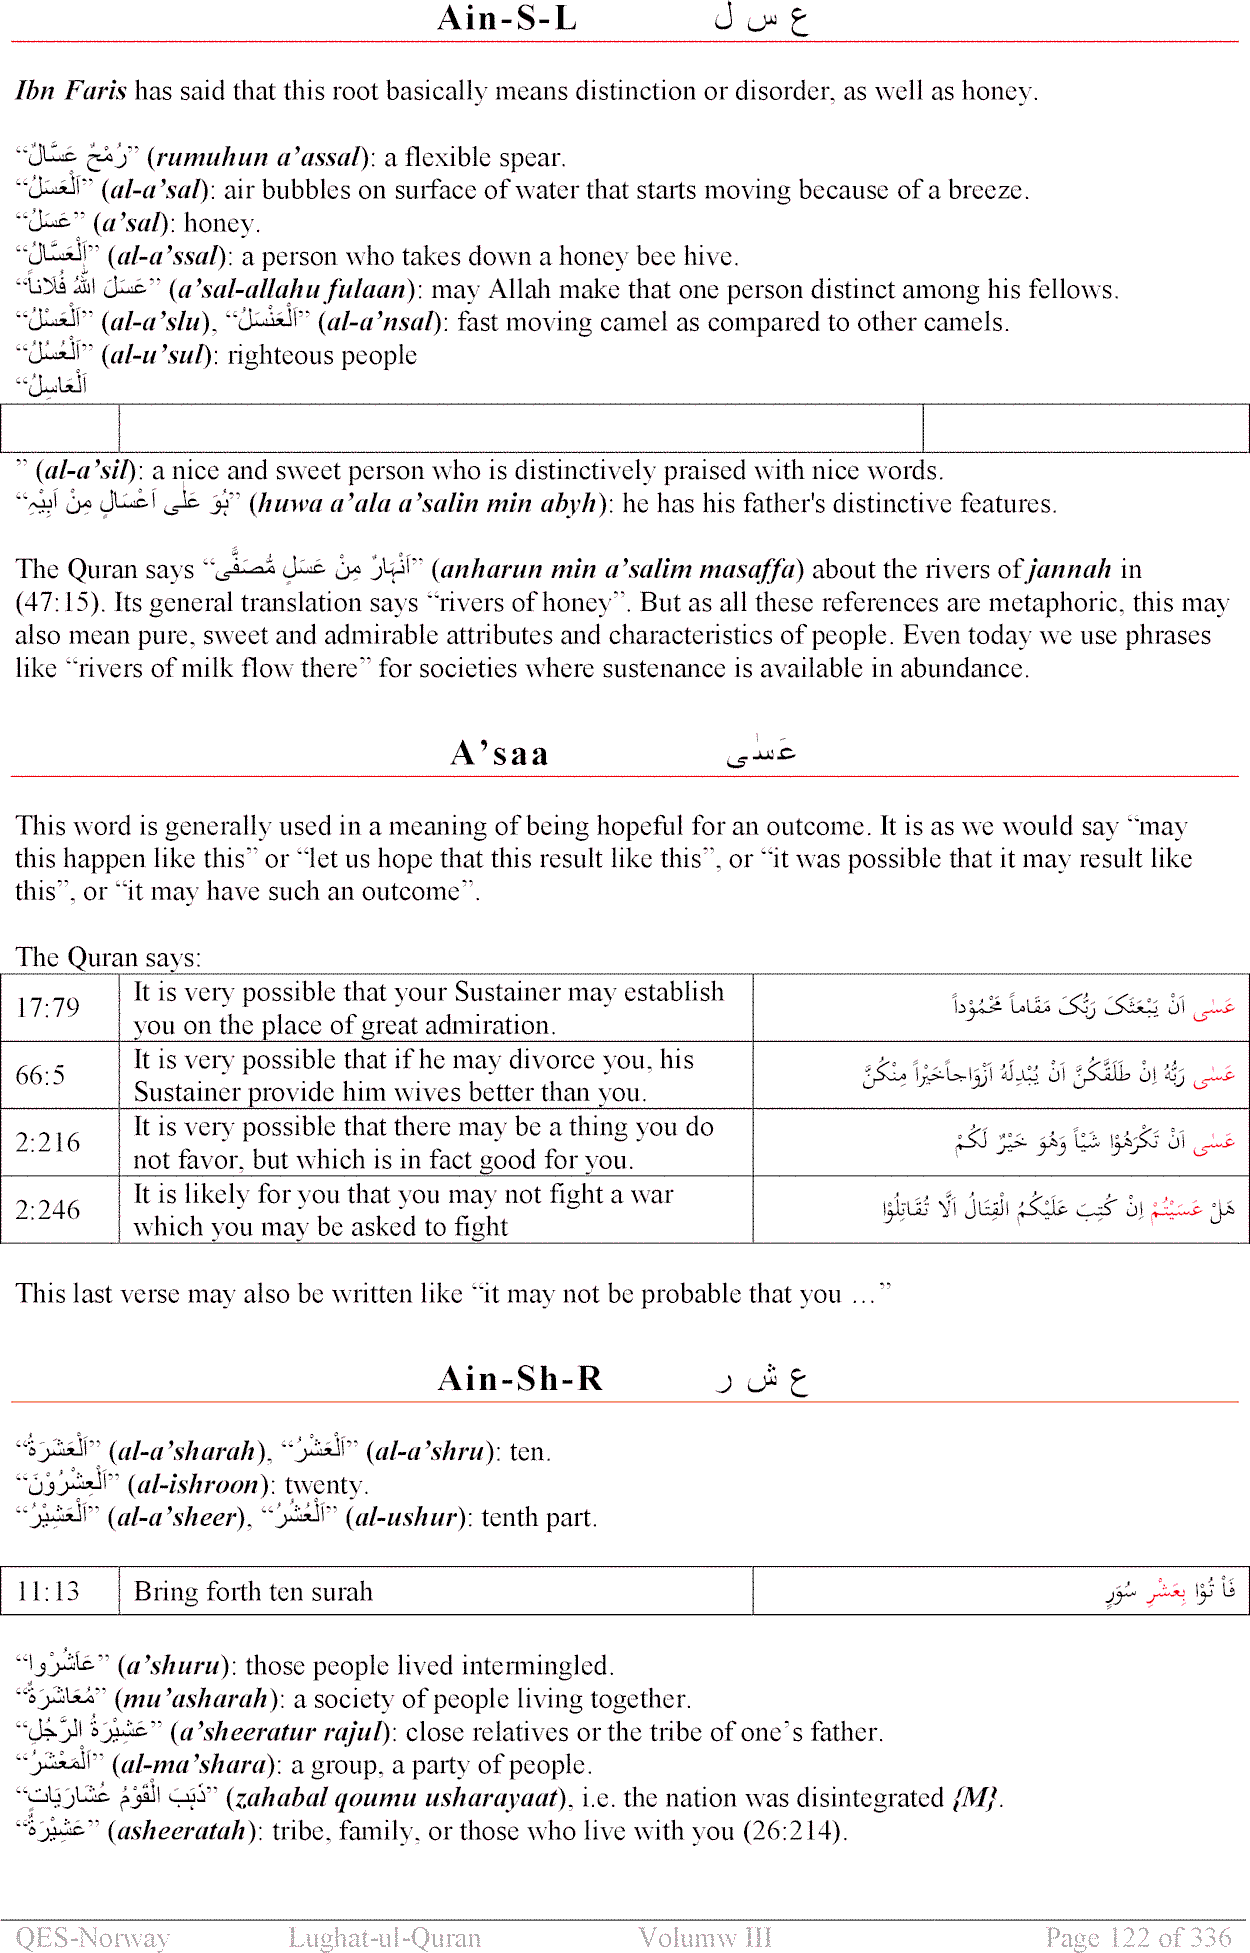 Ain-S-L ع س ل
Ibn Faris has said that this root basically means distinction or disorder, as well as honey.
“رُمْحٌ عَسَّالٌ” (rumuhun a’assal): a flexible spear.
“اَلْعَسَلُ” (al-a’sal): air bubbles on surface of water that starts moving because of a breeze.
“عَسَلُ” (a’sal): honey.
“اَلْعَسَّالُ” (al-a’ssal): a person who takes down a honey bee hive.
“عَسَلَ اللهُ فُلَاناً” (a’sal-allahu fulaan): may Allah make that one person distinct among his fellows.
“اَلْعَسْلُ” (al-a’slu), “اَلْعَنْسَلُ” (al-a’nsal): fast moving camel as compared to other camels.
“اَلْعُسُلُ” (al-u’sul): righteous people
“اَلْعَاسِلُ
” (al-a’sil): a nice and sweet person who is distinctively praised with nice words.
“ہُوَ عَلٰی اَعْسَالٍ مِنْ اَبِیْہِ” (huwa a’ala a’salin min abyh): he has his father's distinctive features.
The Quran says “اَنْہَارٌ مِنْ عَسَلٍ مُّصَفًّی” (anharun min a’salim masaffa) about the rivers of jannah in
(47:15). Its general translation says “rivers of honey”. But as all these references are metaphoric, this may
also mean pure, sweet and admirable attributes and characteristics of people. Even today we use phrases
like “rivers of milk flow there” for societies where sustenance is available in abundance.
A’saa عَسٰی
This word is generally used in a meaning of being hopeful for an outcome. It is as we would say “may
this happen like this” or “let us hope that this result like this”, or “it was possible that it may result like
this”, or “it may have such an outcome”.
The Quran says:
17:79 It is very possible that your Sustainer may establish عَسٰی اَنْ یَبْعَثَکَ رَبُّکَ مَقَاماً مَّحْمُوْداً
you on the place of great admiration.
66:5 It is very possible that if he may divorce you, his عَسٰی رَبُّهُ اِنْ طَلَّقَکُنَّ اَنْ یُبْدِلَهُ اَزْوَاجاًخَیْراً مِنْکُنَّ
Sustainer provide him wives better than you.
2:216 It is very possible that there may be a thing you do عَسٰی اَنْ تَکْرَهُوْا شَیْاً وَهُوَ خَیْرٌ لَکُمْ
not favor, but which is in fact good for you.
2:246 It is likely for you that you may not fight a war هَلْ عَسَیْتُمْ اِنْ کُتِبَ عَلَیْکُمُ الْقِتَالُ اَلَّا تُقَاتِلُوْا
which you may be asked to fight
This last verse may also be written like “it may not be probable that you …”
Ain-Sh-R ع ش ر
“اَلْعَشَرَةُ” (al-a’sharah), “اَلْعَشْرُ” (al-a’shru): ten.
“اَلْعِشْرُوْنَ” (al-ishroon): twenty.
“اَلْعَشِیْرُ” (al-a’sheer), “اَلْعُشُرُ” (al-ushur): tenth part.
11:13 Bring forth ten surah فَاْ تُوْا بِعَشْرِ سُوَرٍ
“عَاشُرْوا” (a’shuru): those people lived intermingled.
“مُعَاشَرَةٌ” (mu’asharah): a society of people living together.
“عَشِیْرَةُ الرَّجُلِ” (a’sheeratur rajul): close relatives or the tribe of one’s father.
“اَلْمَعْشَرُ” (al-ma’shara): a group, a party of people.
“ذَہَبَ الْقَوْمُ عُشَارَیَاتٍ” (zahabal qoumu usharayaat), i.e. the nation was disintegrated {M}.
“عَشِیْرَةٌ” (asheeratah): tribe, family, or those who live with you (26:214).
QES-Norway Lughat-ul-Quran Volumw III Page 122 of 336